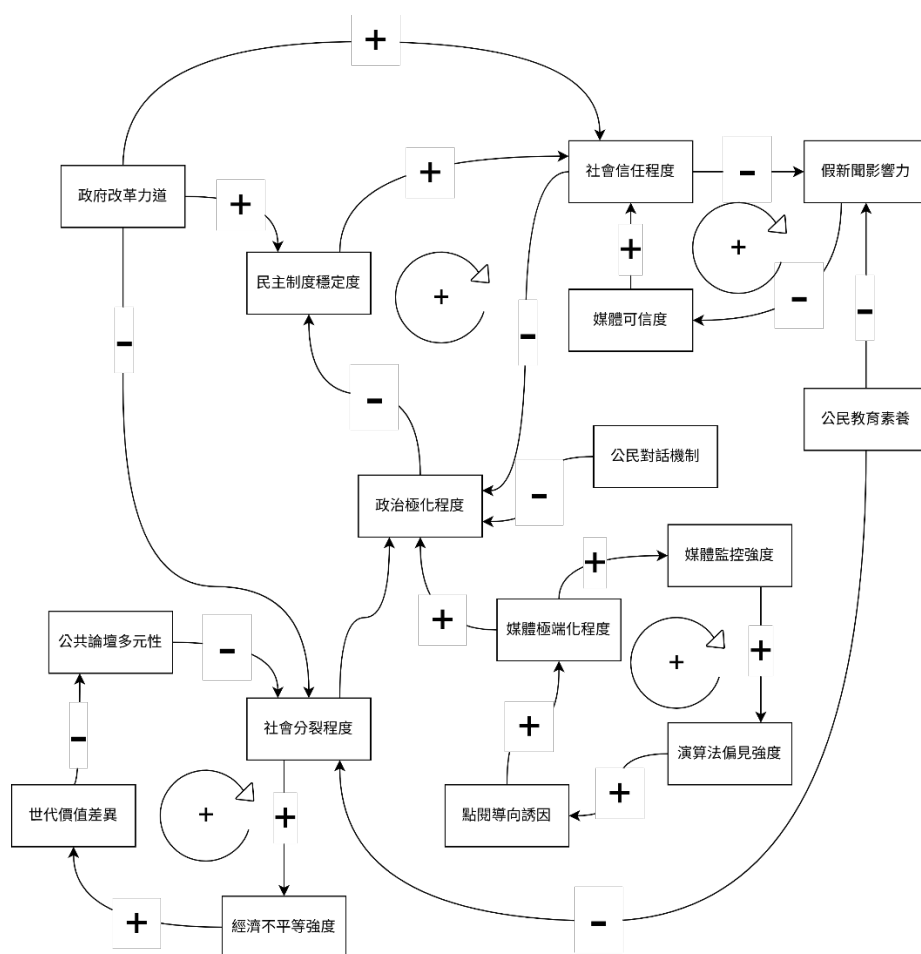 +
社會信任程度
-
假新聞影響力
政府改革力道
+
+
+
+
民主制度穩定度
+
-
媒體可信度
-
-
-
-
公民教育素養
公民對話機制
政治極化程度
-
媒體監控強度
+
+
媒體極端化程度
公共論壇多元性
-
+
+
社會分裂程度
-
+
演算法偏見強度
世代價值差異
+
+
點閱導向誘因
+
+
經濟不平等強度
-